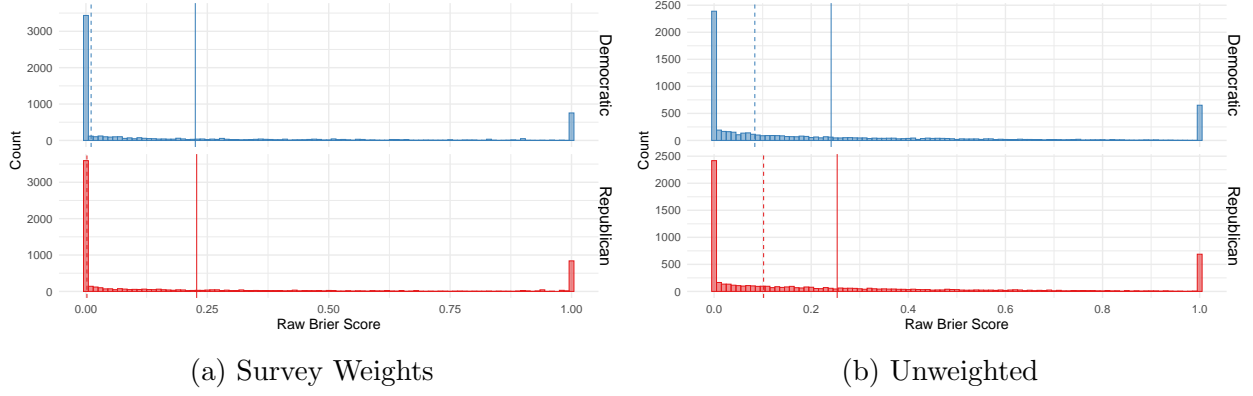 3000
2000
1000
0
Democratic
3000
2000
1000
0
Republican
Count
0.00 0.25 0.50 0.75 1.00
Raw Brier Score
(a) Survey Weights
2500
2000
1500
1000
500
0
Democratic
2500
2000
1500
1000
500
0
Republican
Count
0.0 0.2 0.4 0.6 0.8 1.0
Raw Brier Score
(b) Unweighted